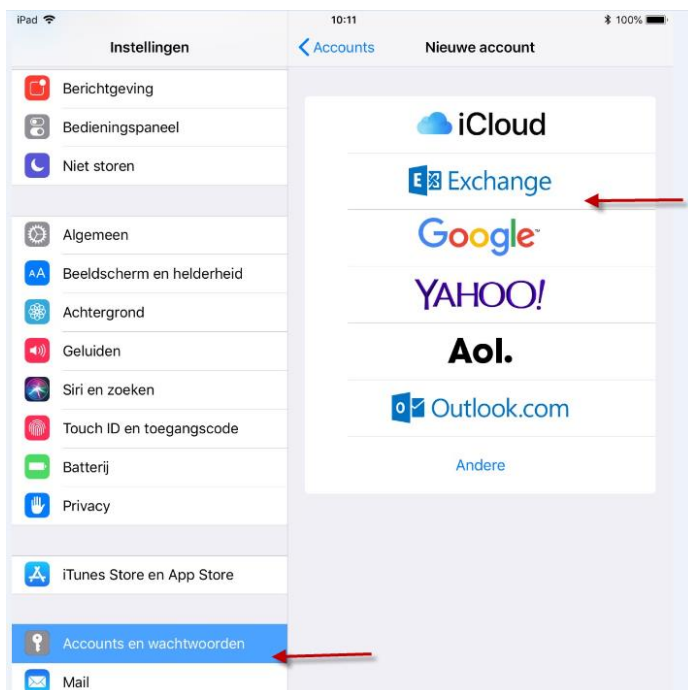 iPad 10:11 100%
Instellingen
Accounts Nieuwe account
Berichtgeving
Bedieningspaneel
Niet storen
Algemeen
AA Beeldscherm en helderheid
Achtergrond
Geluiden
Siri en zoeken
Touch ID en toegangscode
Batterij
Privacy
iTunes Store en App Store
Accounts en wachtwoorden
Mail
iCloud
E Exchange
Google
YAHOO!
Aol.
o Outlook.com
Andere